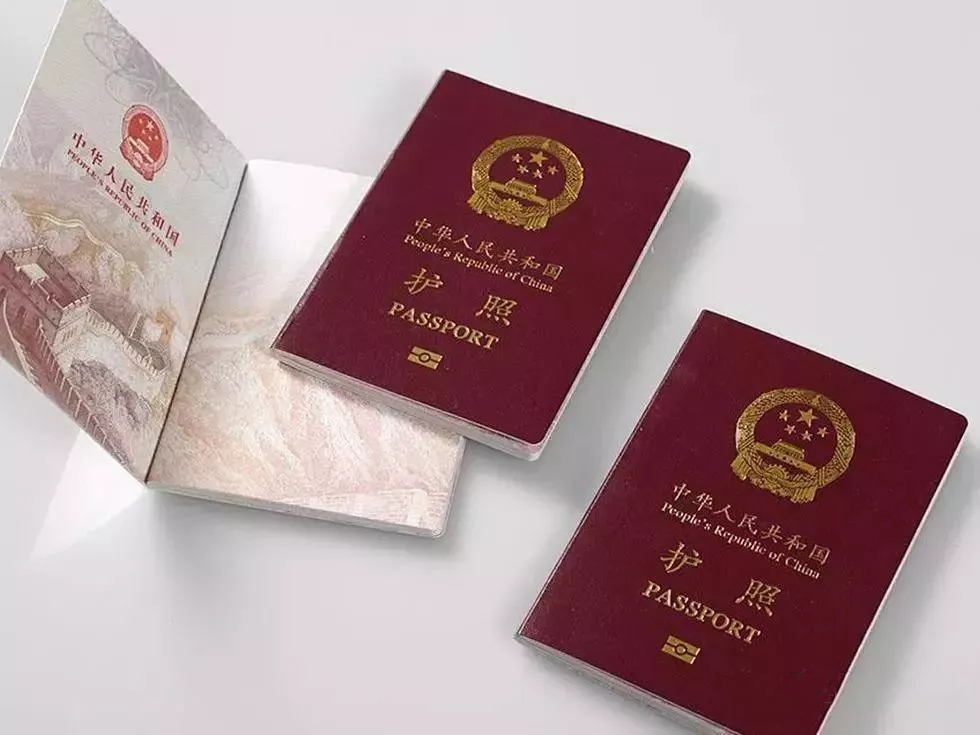 中华人民共和国
PEOPLE'S REPUBLIC OF CHINA
中华人民共和国
People's Republic of China
护照
PASSPORT
中华人民共和国
People's Republic of China
护照
PASSPORT